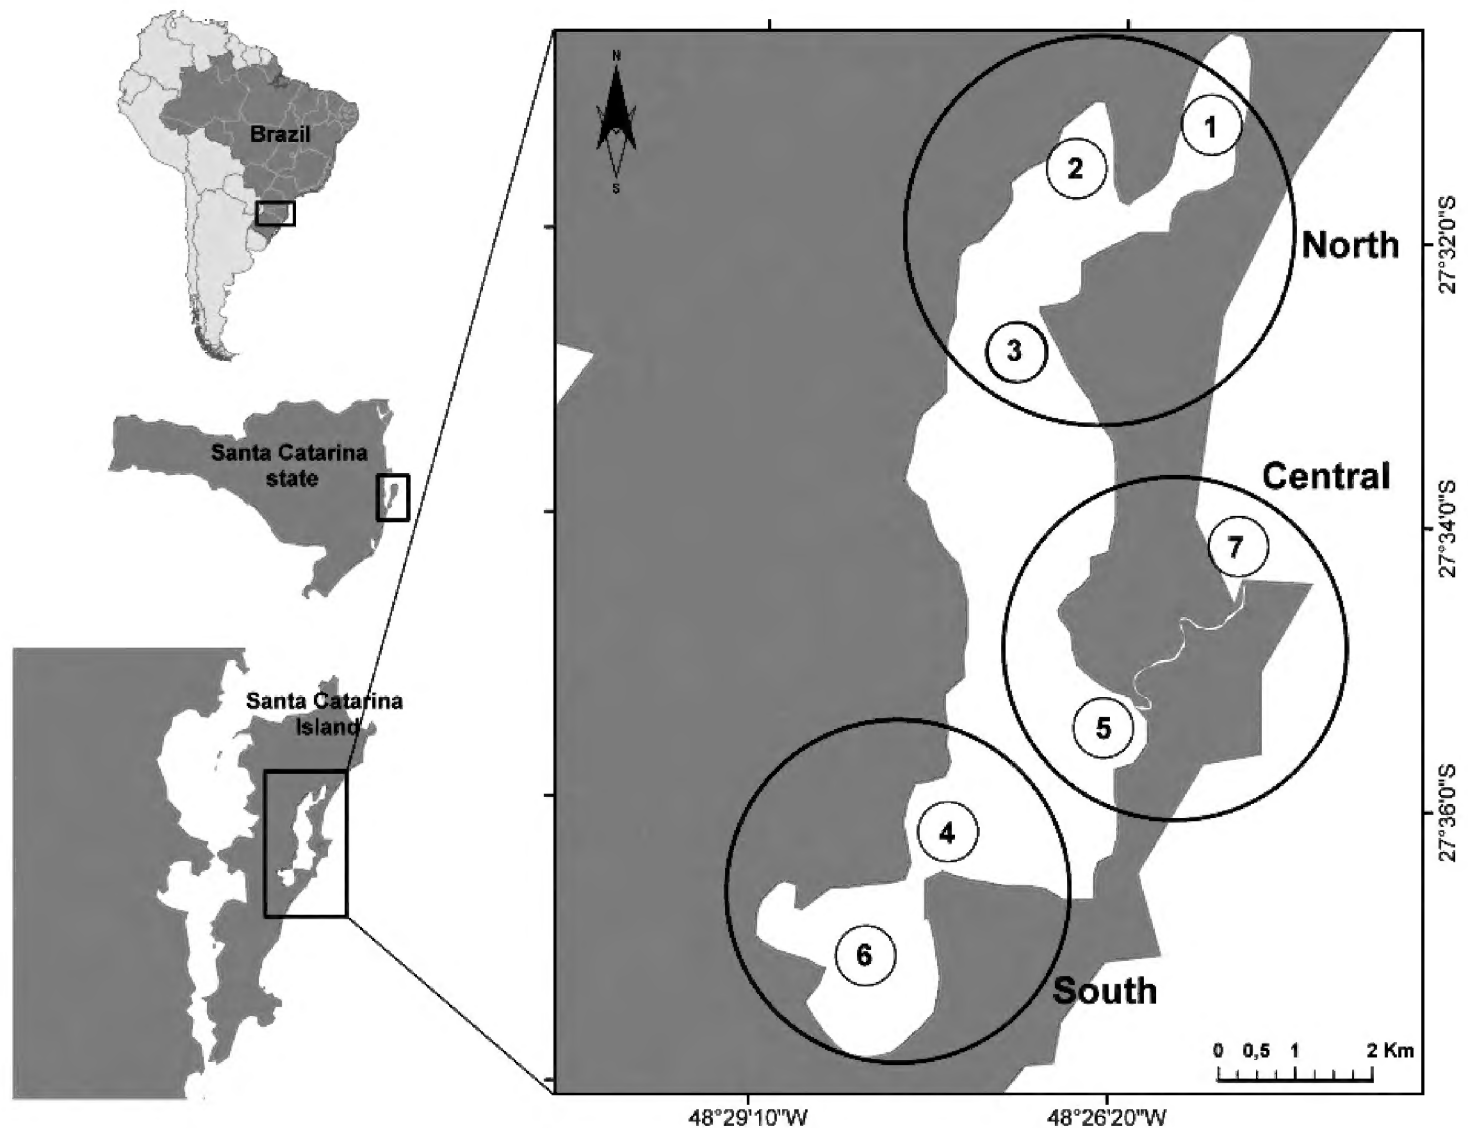 Brazil
Santa Catarina
state
Santa Catarina
Island
N
S
1
2
North
3
Central
7
5
4
6
South
0 0,5 1 2 Km
27°32'0"S
27°34'0"S
27°36'0"S
48°29'10"W
48°26'20"W